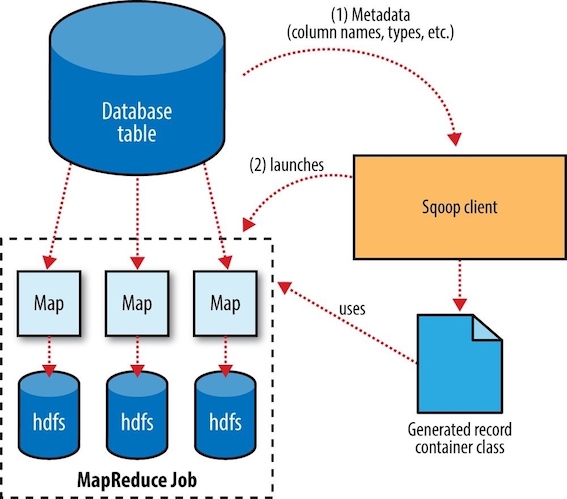 (1) Metadata
(column names, types, etc.)
Database
table
(2) launches
Sqoop client
Map
Map
Map
uses
hdfs
hdfs
hdfs
Generated record
container class
MapReduce Job